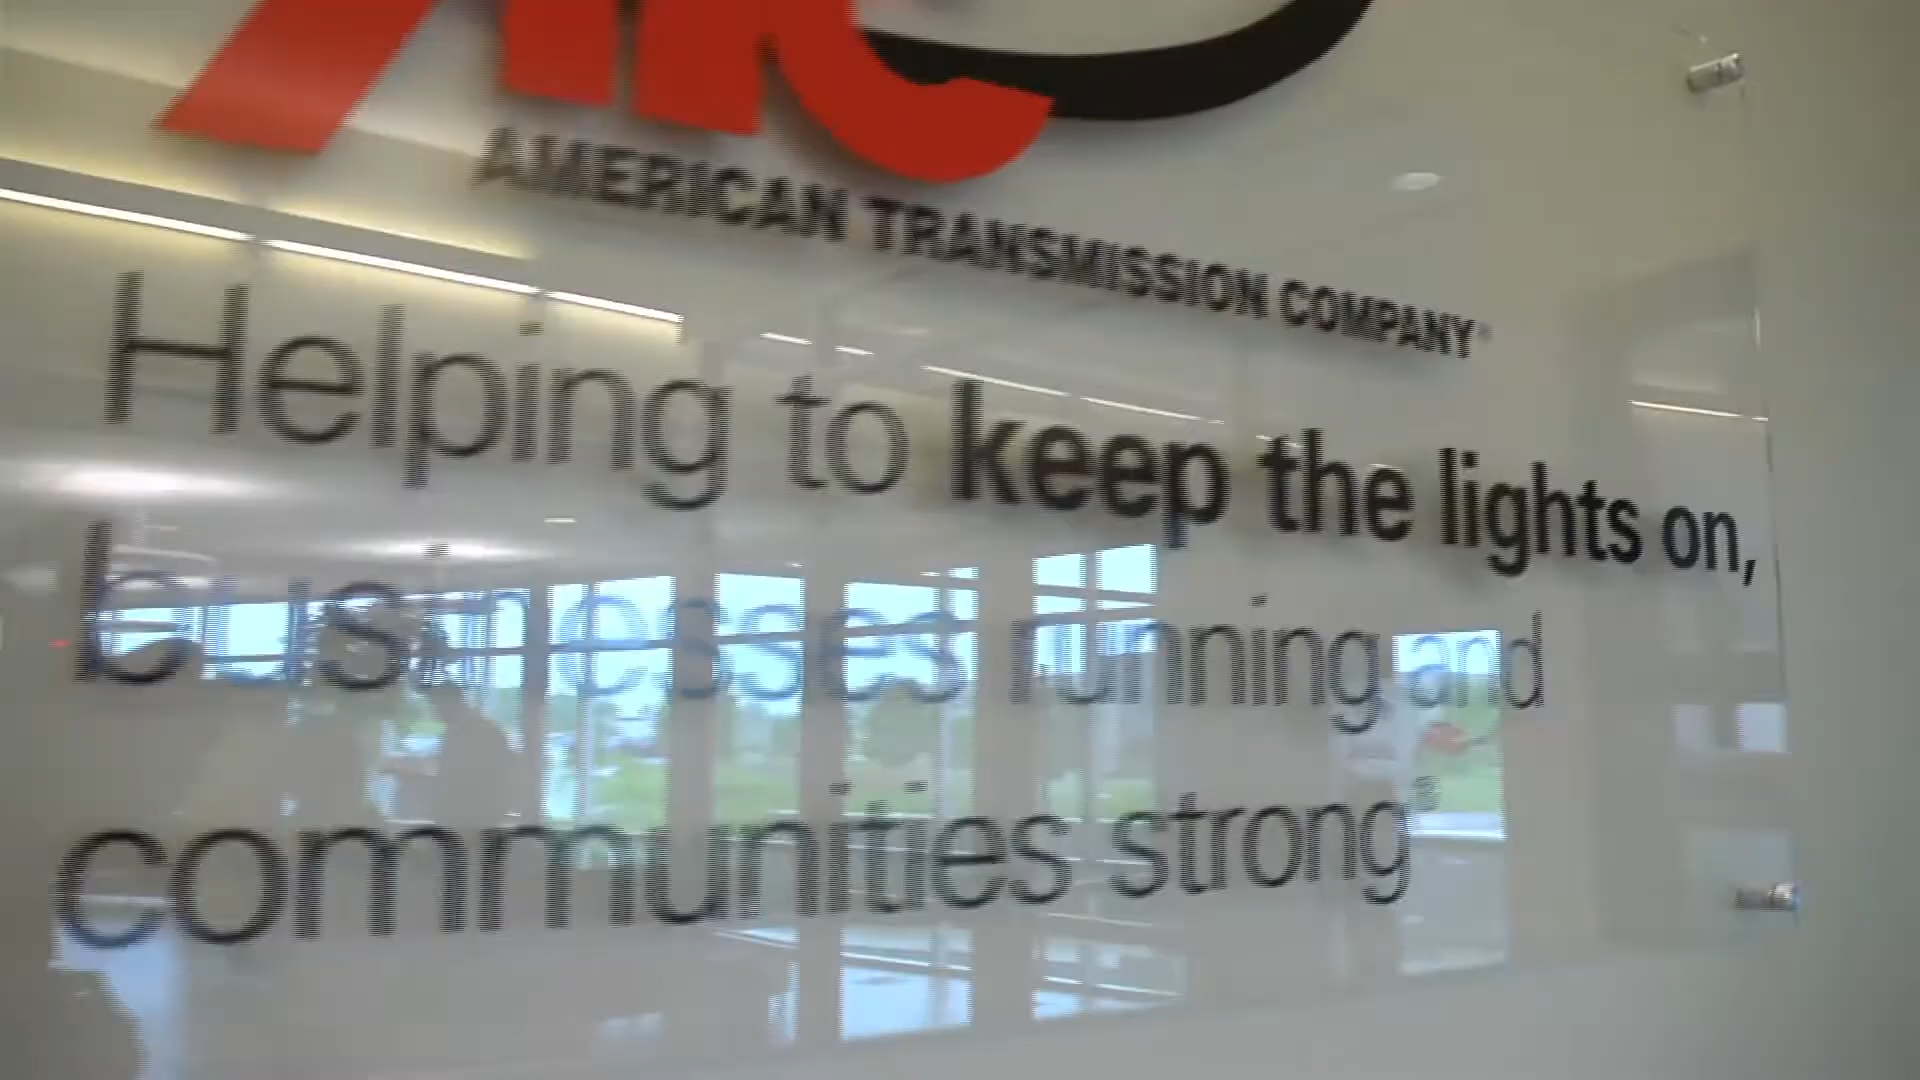 ATC
AMERICAN TRANSMISSION COMPANY®
Helping to keep the lights on,
businesses running and
communities strong®